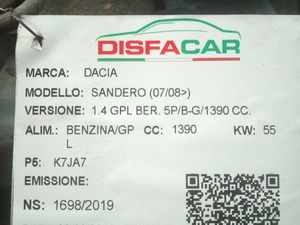 DISFACAR
MARCA: DACIA
MODELLO: SANDERO (07/08>)
VERSIONE: 1.4 GPL BER. 5P/B-G/1390 CC.
ALIM.: BENZINA/GP CC: 1390 KW: 55
L
P5: K7JA7
EMISSIONE:
NS: 1698/2019